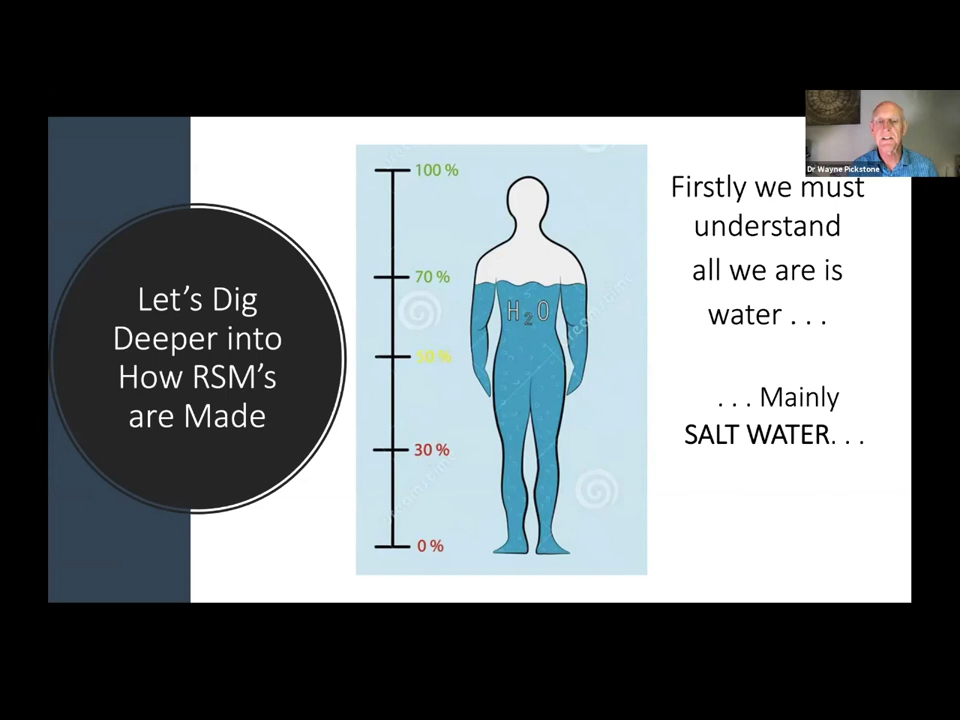 Dr Wayne Pickstone
Let's Dig
Deeper into
How RSM's
are Made
100 %
70 %
50 %
30 %
0 %
H2O
Firstly we must
understand
all we are is
water . . .
. . . Mainly
SALT WATER. . .